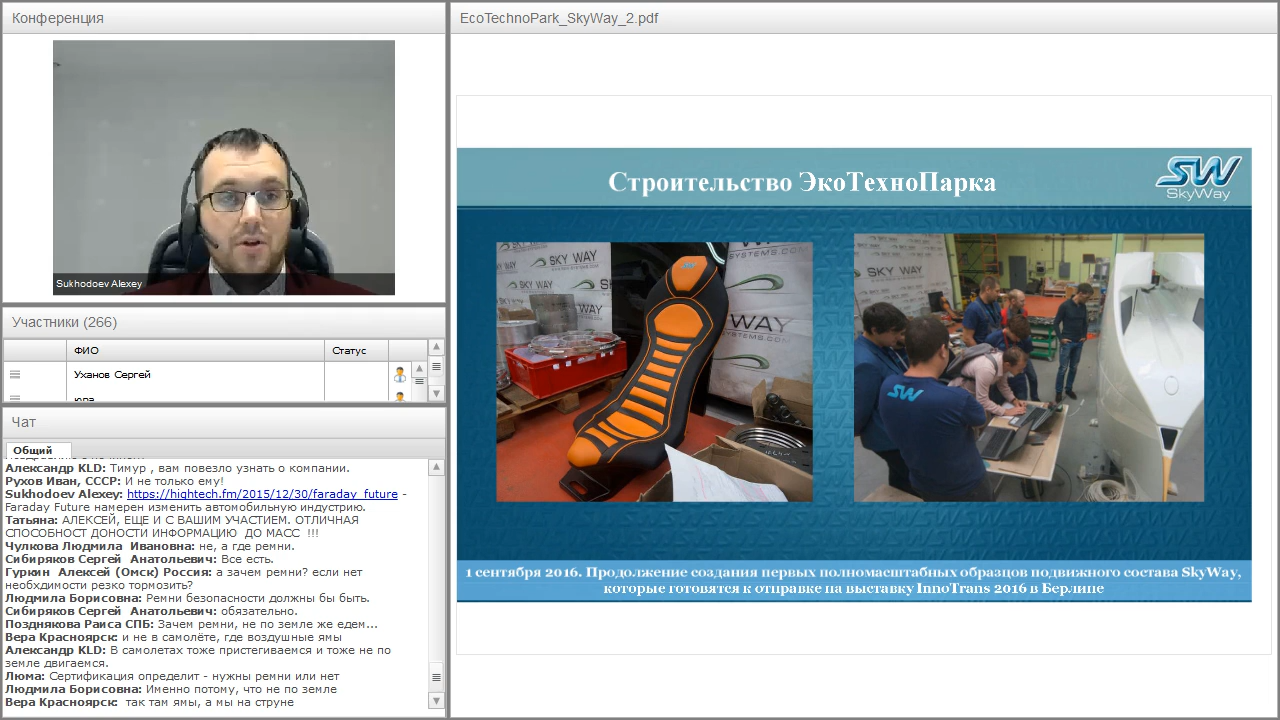 Конференция
Sukhodoev Alexey
Участники (266)
ФИО
Статус
Уханов Сергей
юра
Чат
Общий
Александр KLD: Тимур , вам повезло узнать о компании.
Рухов Иван, СССР: И не только ему!
Sukhodoev Alexey: https://hightech.fm/2015/12/30/faraday_future -
Faraday Future намерен изменить автомобильную индустрию.
Татьяна: АЛЕКСЕЙ, ЕЩЕ И С ВАШИМ УЧАСТИЕМ. ОТЛИЧНАЯ
СПОСОБНОСТ ДОНОСТИ ИНФОРМАЦИЮ ДО МАСС !!!
Чулкова Людмила Ивановна: не, а где ремни.
Сибиряков Сергей Анатольевич: Все есть.
Гуркин Алексей (Омск) Россия: а зачем ремни? если нет
необхдимости резко тормозить?
Людмила Борисовна: Ремни безопасности должны бы быть.
Сибиряков Сергей Анатольевич: обязательно.
Позднякова Раиса СПБ: Зачем ремни, не по земле же едем...
Вера Красноярск: и не в самолёте, где воздушные ямы
Александр KLD: В самолетах тоже пристегиваемся и тоже не по
земле двигаемся.
Люма: Сертификация определит - нужны ремни или нет
Людмила Борисовна: Именно потому, что не по земле
Вера Красноярск: так там ямы, а мы на струне
EcoTechnoPark_SkyWay_2.pdf
Строительство ЭкоТехноПарка
SW
SkyWay
SKY WAY
SKY WAY
SYSTEMS.COM
WAY
SYSTEMS.COM
SKY WAY
SW
1 сентября 2016. Продолжение создания первых полномасштабных образцов подвижного состава SkyWay,
которые готовятся к отправке на выставку InnoTrans 2016 в Берлине